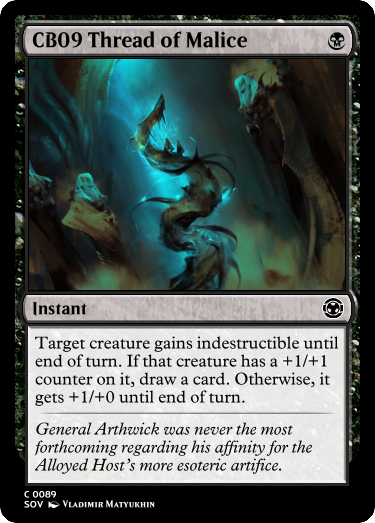 CB09 Thread of Malice
Instant
Target creature gains indestructible until
end of turn. If that creature has a +1/+1
counter on it, draw a card. Otherwise, it
gets +1/+0 until end of turn.
General Arthwick was never the most
forthcoming regarding his affinity for the
Alloyed Host's more esoteric artifice.
C 0089
SOV Vladimir Matyukhin